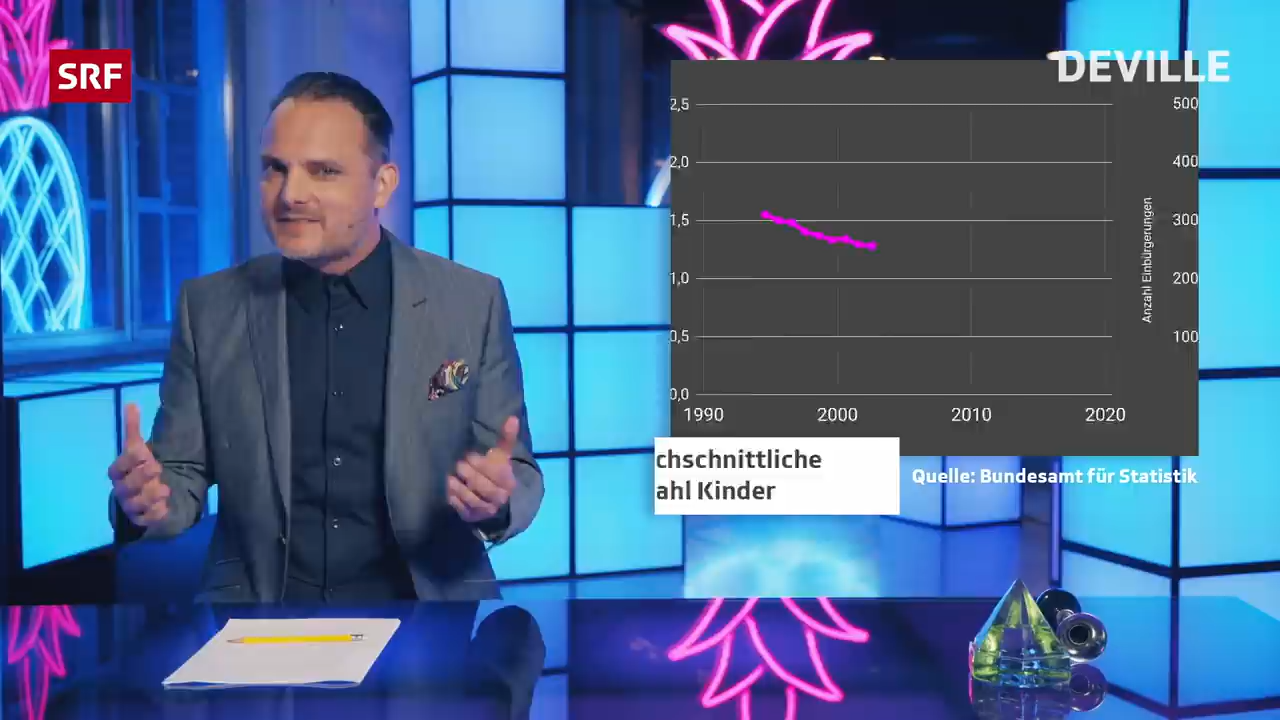 SRF
DEVILLE
2,5
500
2,0
400
1,5
300
1,0
200
0,5
100
0,0
Anzahl Einbürgerungen
1990 2000 2010 2020
chschnittliche
ahl Kinder
Quelle: Bundesamt für Statistik